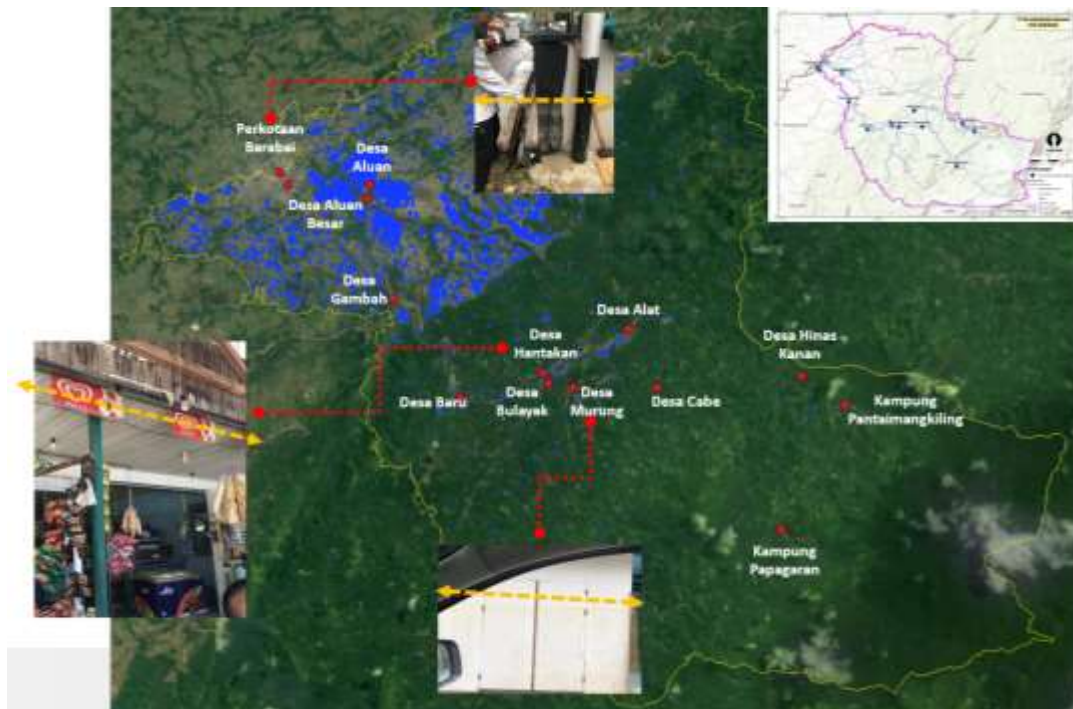 Perkotaan
Barabai
Desa
Aluan
Desa Aluan
Besar
Desa
Gambah
Desa Alat
Desa
Hantakan
Desa Hinas
Kanan
Desa Baru
Desa
Bulayak
Desa
Murung
Desa Cabe
Kampung
Pantaimangkiling
Kampung
Papagaran